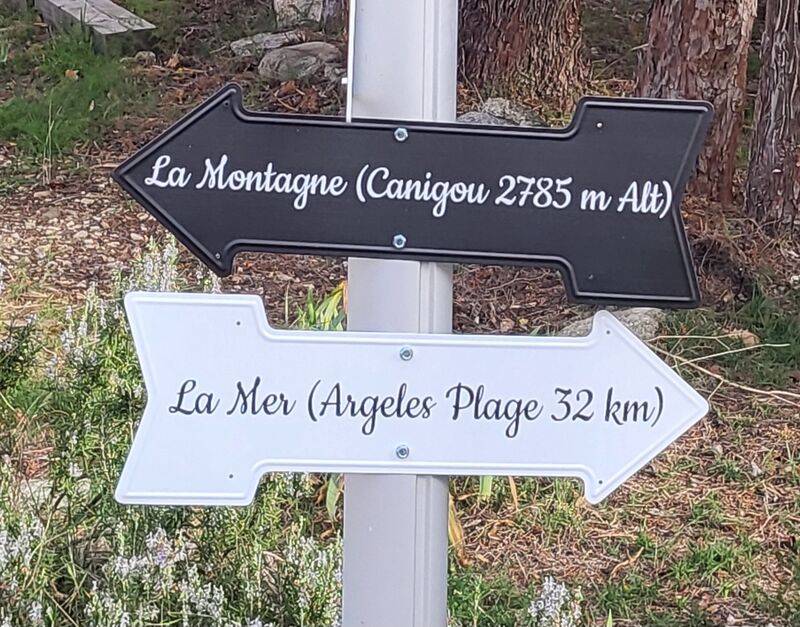 La Montagne (Canigou 2785 m Alt)
La Mer (Argeles Plage 32 km)